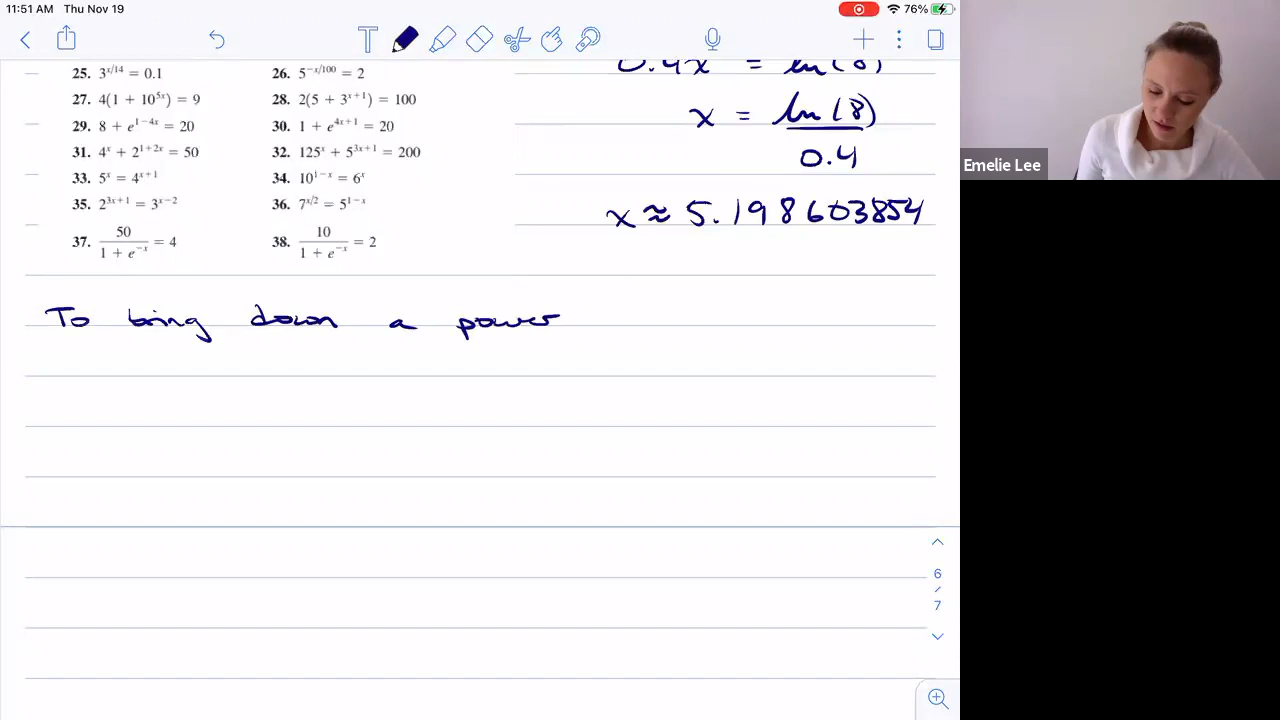 11:51 AM Thu Nov 19
76%
25. 3^{x/14} = 0.1
26. 5^{-x/100} = 2
27. 4(1 + 10^{5x}) = 9
28. 2(5 + 3^{x+1}) = 100
29. 8 + e^{1-4x} = 20
30. 1 + e^{4x+1} = 20
31. 4^x + 2^{1+2x} = 50
32. 125^x + 5^{3x+1} = 200
33. 5^x = 4^{x+1}
34. 10^{1-x} = 6^x
35. 2^{3x+1} = 3^{x-2}
36. 7^{x/2} = 5^{1-x}
37. 50 / (1 + e^{-x}) = 4
38. 10 / (1 + e^{-x}) = 2
0.4x = ln(8)
x = ln(8)
0.4
x ≈ 5.198603854
Emelie Lee
To bring down a power
6
/
7